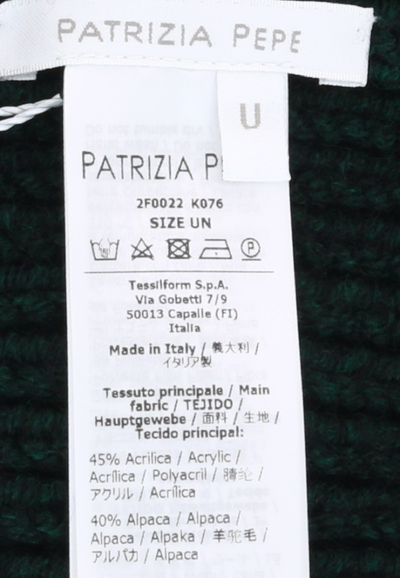 PATRIZIA PEPE
U
PATRIZIA P
2F0022 K076
SIZE UN
Tessilform S.p.A.
Via Gobetti 7/9
50013 Capalle (FI)
Italia
Made in Italy / 義大利 /
イタリア製
Tessuto principale / Main
fabric / TEJIDO /
Hauptgewebe / 面料 / 生地 /
Tecido principal:
45% Acrilica / Acrylic /
Acrílica / Polyacryl / 腈纶 /
アクリル / Acrílica
40% Alpaca / Alpaca /
Alpaca / Alpaka / 羊驼毛 /
アルパカ / Alpaca